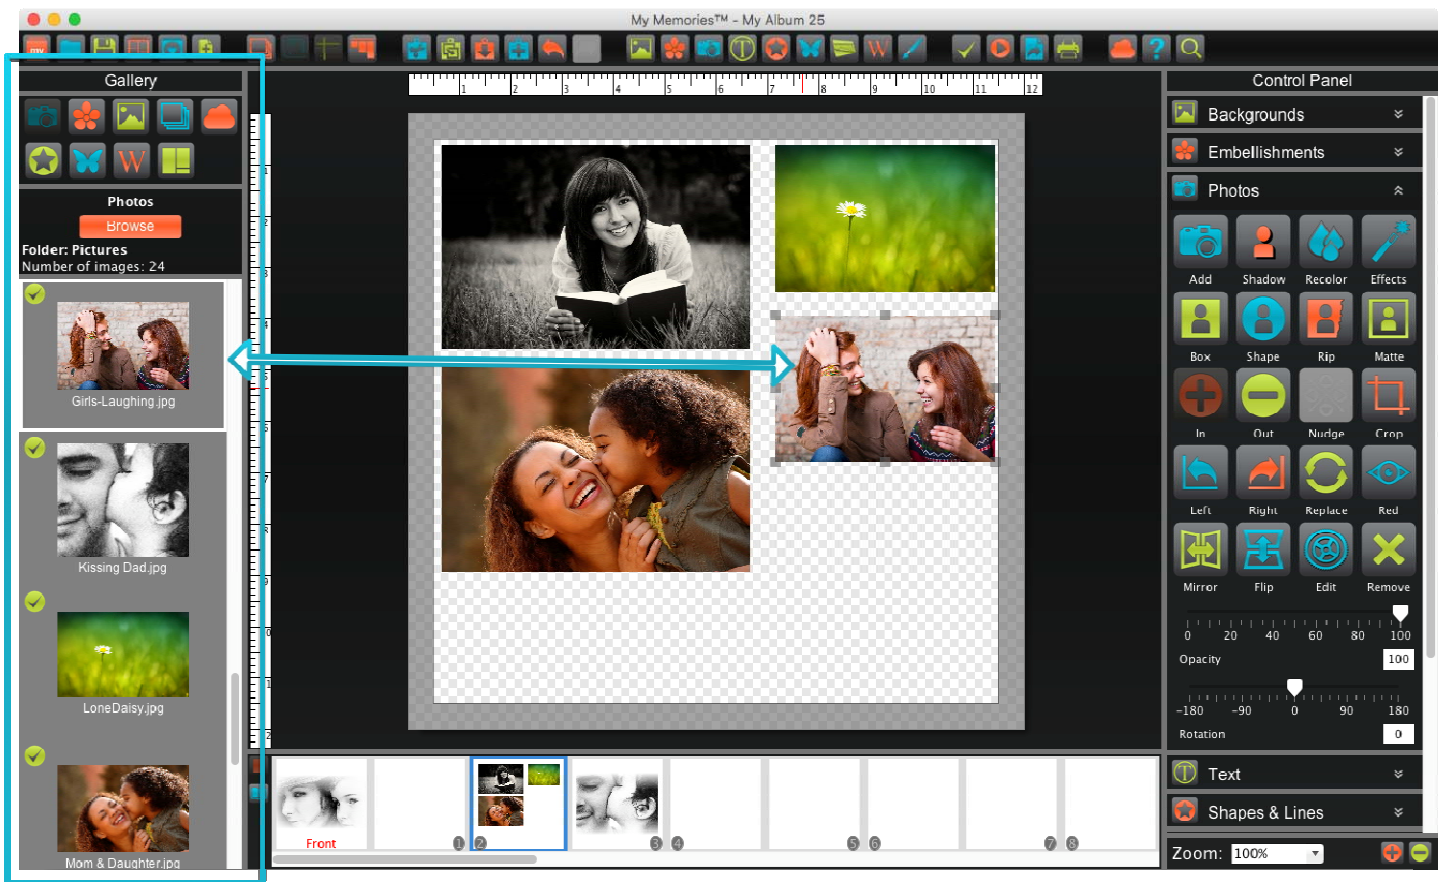 My Memories™ - My Album 25
Gallery
Photos
Browse
Folder: Pictures
Number of images: 24
Girls-Laughing.jpg
Kissing Dad.jpg
LoneDaisy.jpg
Mom & Daughter.jpg
1 2 3 4 5 6 7 8 9 10 11 12
Front
1 2 3 4 5 6 7 8
Control Panel
Backgrounds
Embellishments
Photos
Add Shadow Recolor Effects
Box Shape Rip Matte
In Out Nudge Crop
Left Right Replace Red
Mirror Flip Edit Remove
0 20 40 60 80 100
Opacity 100
-180 -90 0 90 180
Rotation 0
Text
Shapes & Lines
Zoom: 100%